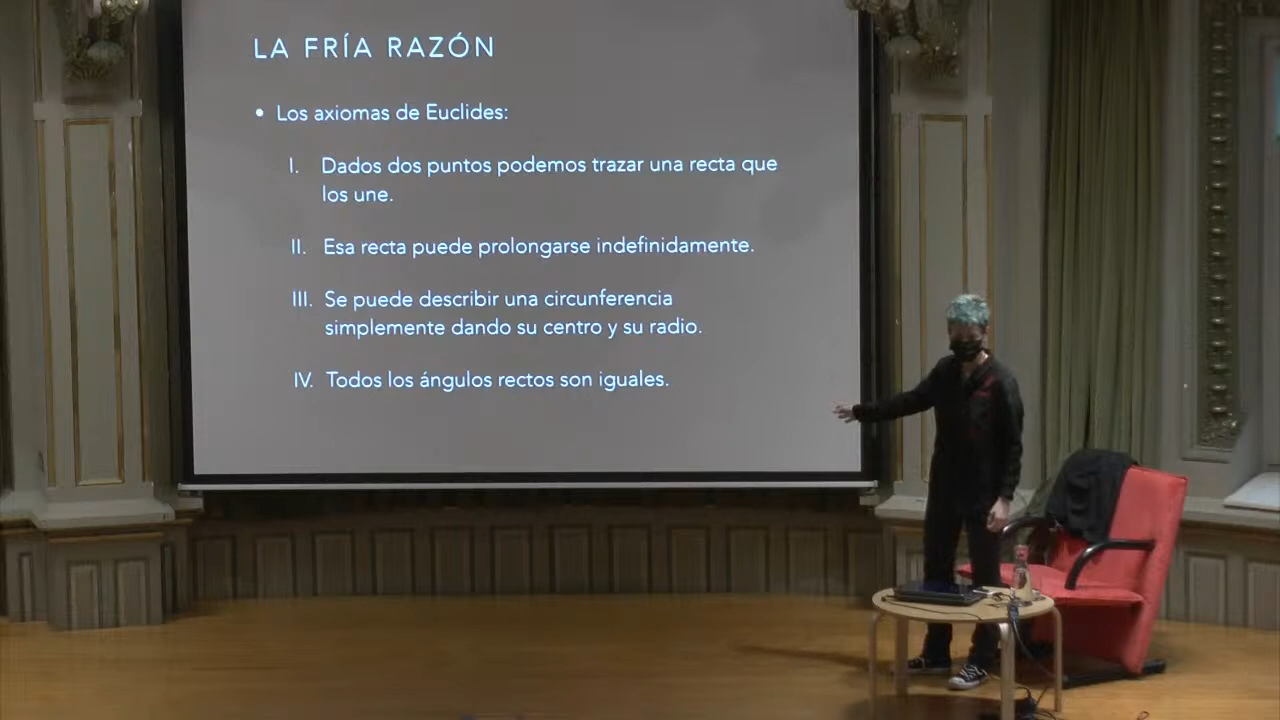 LA FRÍA RAZÓN
• Los axiomas de Euclides:
I. Dados dos puntos podemos trazar una recta que
los une.
II. Esa recta puede prolongarse indefinidamente.
III. Se puede describir una circunferencia
simplemente dando su centro y su radio.
IV. Todos los ángulos rectos son iguales.